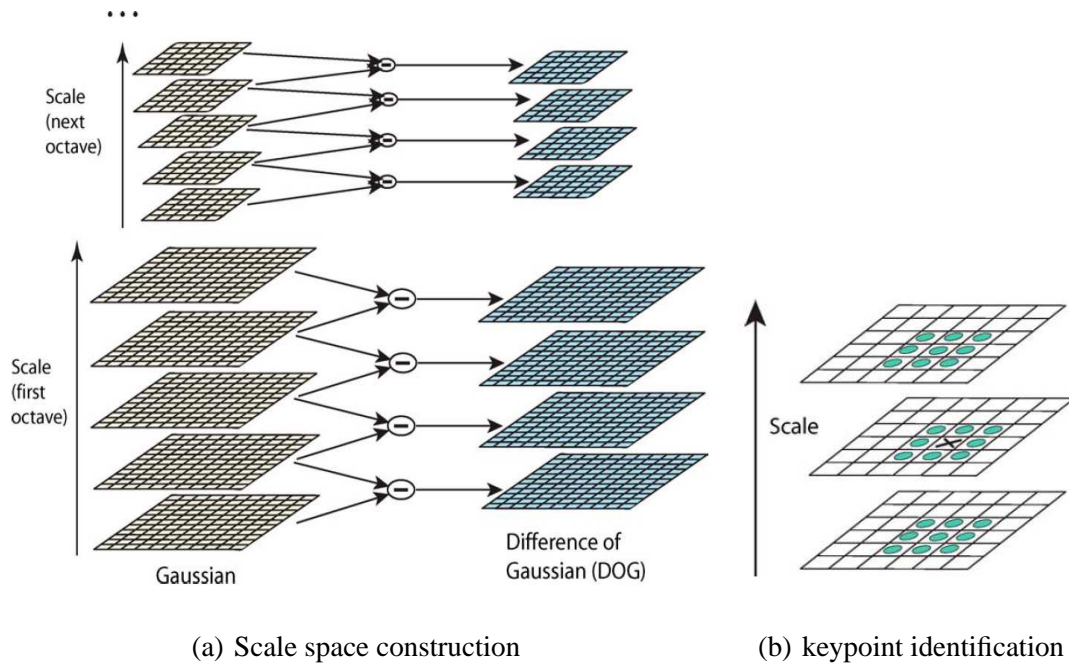 ...
Scale
(next
octave)
Scale
(first
octave)
Gaussian
Difference of
Gaussian (DOG)
Scale
(a) Scale space construction
(b) keypoint identification